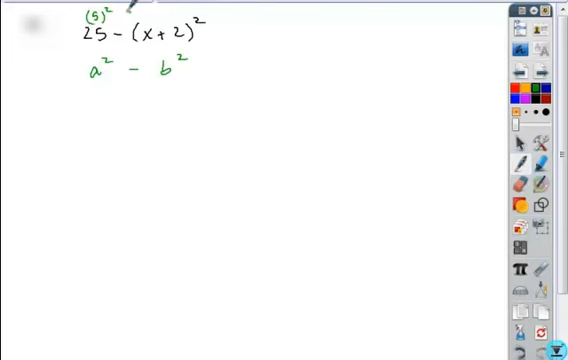 (5)²
25 - (x + 2)²
a² - b²